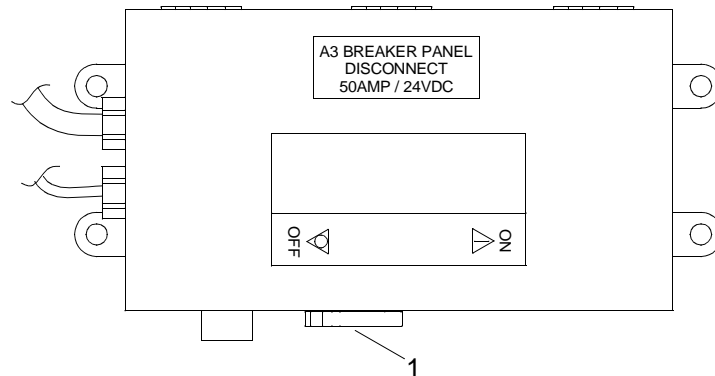 A3 BREAKER PANEL
DISCONNECT
50AMP / 24VDC
OFF
ON
1